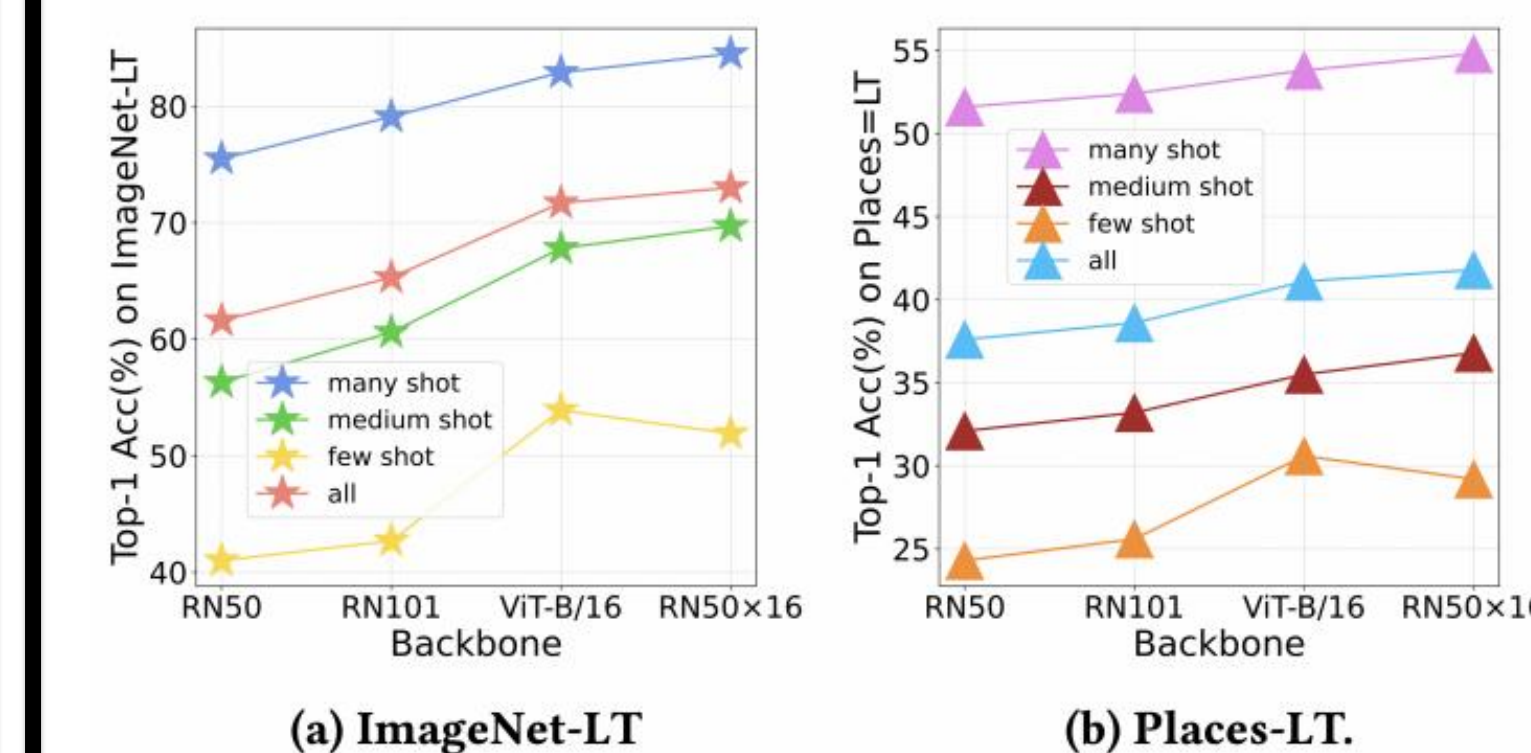 Top-1 Acc(%) on ImageNet-LT
80
70
60
50
40
many shot
medium shot
few shot
all
RN50 RN101 ViT-B/16 RN50×16
Backbone
(a) ImageNet-LT
Top-1 Acc(%) on Places=LT
55
50
45
40
35
30
25
many shot
medium shot
few shot
all
RN50 RN101 ViT-B/16 RN50×16
Backbone
(b) Places-LT.